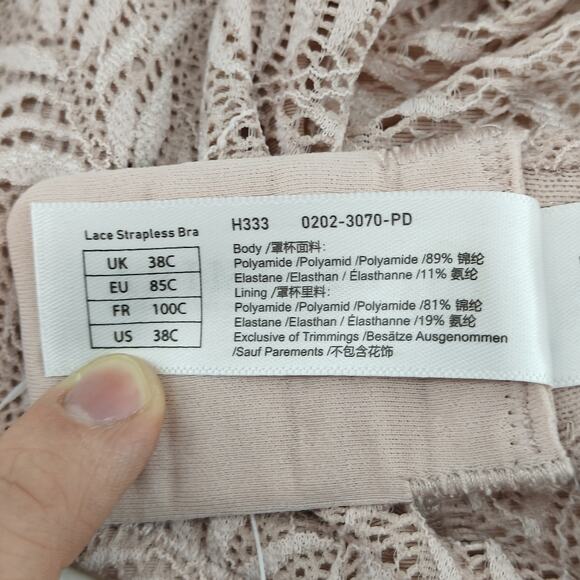 Lace Strapless Bra
UK 38C
EU 85C
FR 100C
US 38C
H333 0202-3070-PD
Body /罩杯面料:
Polyamide /Polyamid /Polyamide /89% 锦纶
Elastane /Elasthan / Élasthanne /11% 氨纶
Lining /罩杯里料:
Polyamide /Polyamid /Polyamide /81% 锦纶
Elastane /Elasthan / Élasthanne /19% 氨纶
Exclusive of Trimmings /Besätze Ausgenommen
/Sauf Parements /不包含花饰